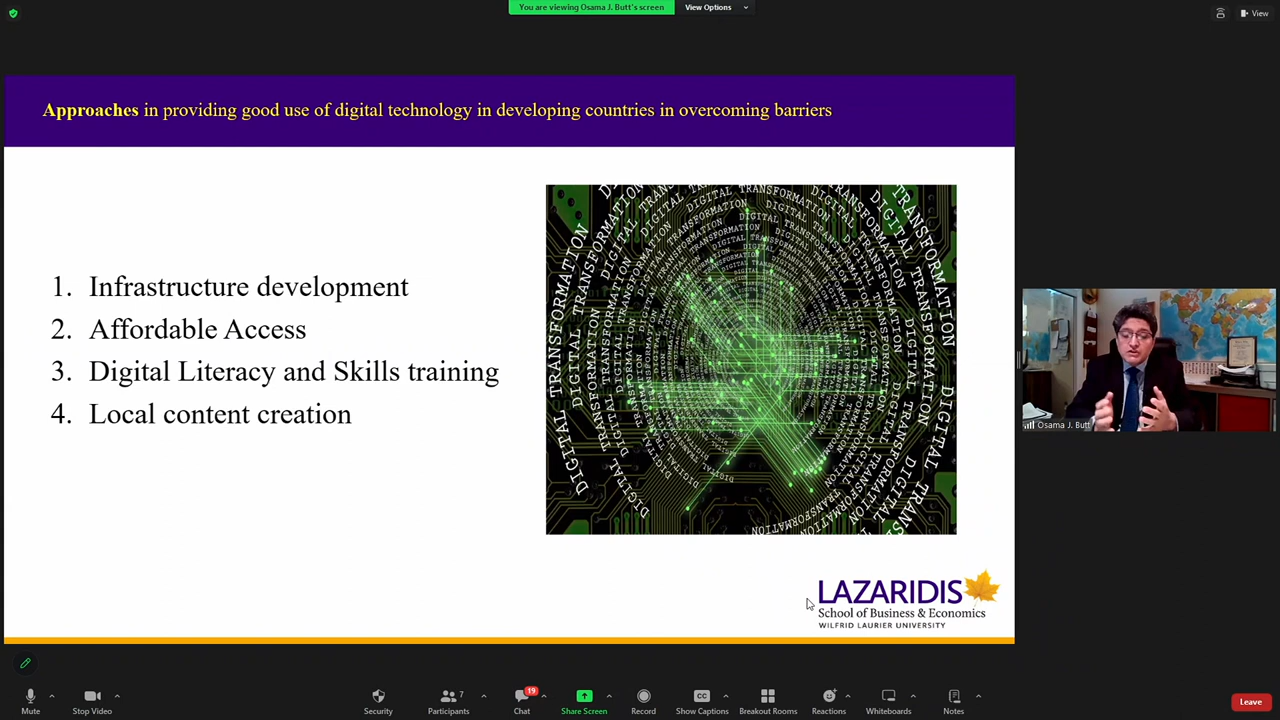 You are viewing Osama J. Butt's screen
View Options
View
Approaches in providing good use of digital technology in developing countries in overcoming barriers
1. Infrastructure development
2. Affordable Access
3. Digital Literacy and Skills training
4. Local content creation
DIGITAL TRANSFORMATION
LAZARIDIS
School of Business & Economics
WILFRID LAURIER UNIVERSITY
Osama J. Butt
Mute
Stop Video
Security
Participants
7
Chat
19
Share Screen
Record
CC
Show Captions
Breakout Rooms
Reactions
Whiteboards
Notes
Leave